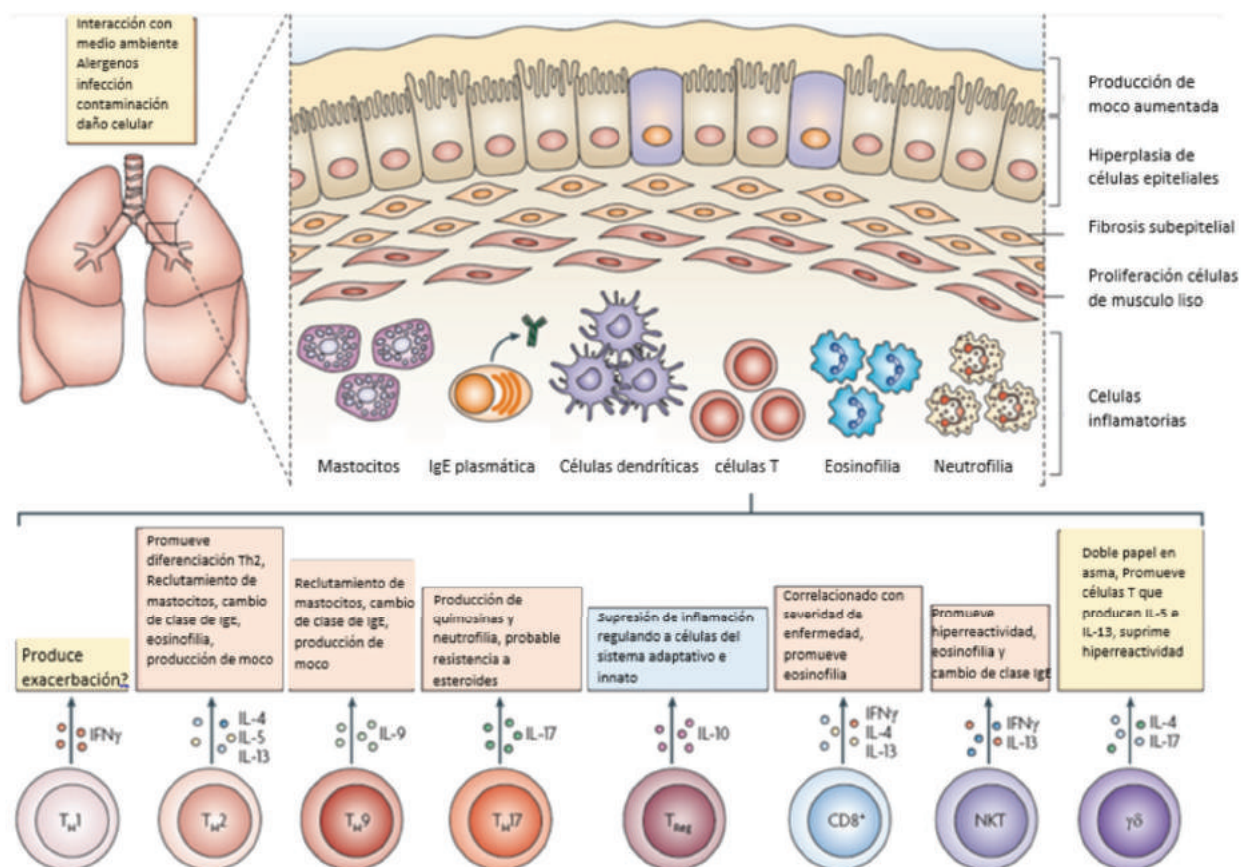 Interacción con
medio ambiente
Alergenos
infección
contaminación
daño celular
Producción de
moco aumentada
Hiperplasia de
células epiteliales
Fibrosis subepitelial
Proliferación células
de musculo liso
Celulas
inflamatorias
Mastocitos
IgE plasmática
Células dendríticas
células T
Eosinofilia
Neutrofilia
Produce
exacerbación?
Promueve
diferenciación Th2,
Reclutamiento de
mastocitos, cambio
de clase de IgE,
eosinofilia,
producción de moco
Reclutamiento de
mastocitos, cambio
de clase de IgE,
producción de
moco
Producción de
quimosinas y
neutrofilia, probable
resistencia a
esteroides
Supresión de inflamación
regulando a células del
sistema adaptativo e
innato
Correlacionado con
severidad de
enfermedad,
promueve
eosinofilia
Promueve
hiperreactividad,
eosinofilia y
cambio de clase IgE
Doble papel en
asma, Promueve
células T que
producen IL-5 e
IL-13, suprime
hiperreactividad
IFNγ
IL-4
IL-5
IL-13
IL-9
IL-17
IL-10
IFNγ
IL-4
IL-13
IFNγ
IL-13
IL-4
IL-17
TH1
TH2
TH9
TH17
TReg
CD8+
NKT
γδ